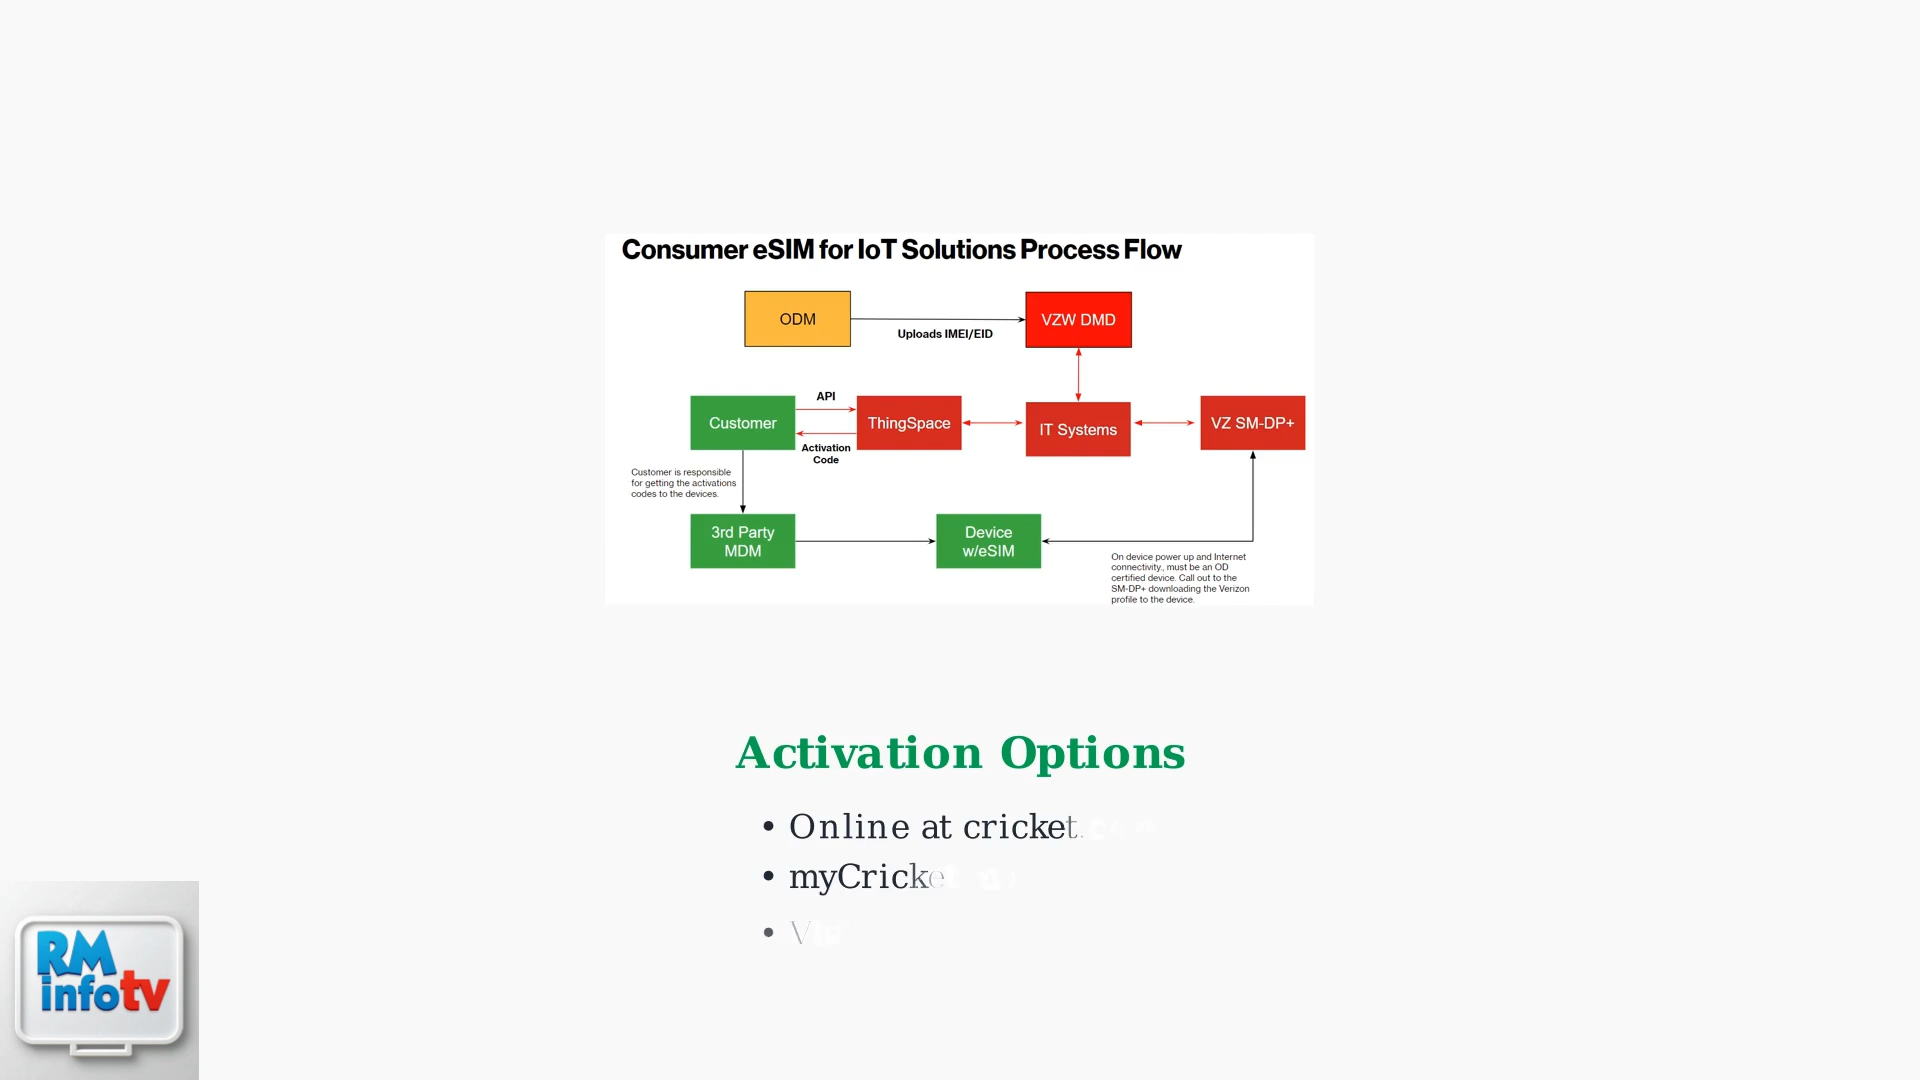 Consumer eSIM for IoT Solutions Process Flow
ODM
Uploads IMEI/EID
VZW DMD
Customer
API
Activation
Code
ThingSpace
IT Systems
VZ SM-DP+
Customer is responsible
for getting the activations
codes to the devices.
3rd Party
MDM
Device
w/eSIM
On device power up and Internet
connectivity., must be an OD
certified device. Call out to the
SM-DP+ downloading the Verizon
profile to the device.
Activation Options
• Online at cricket.
• myCricke
RM
infotv